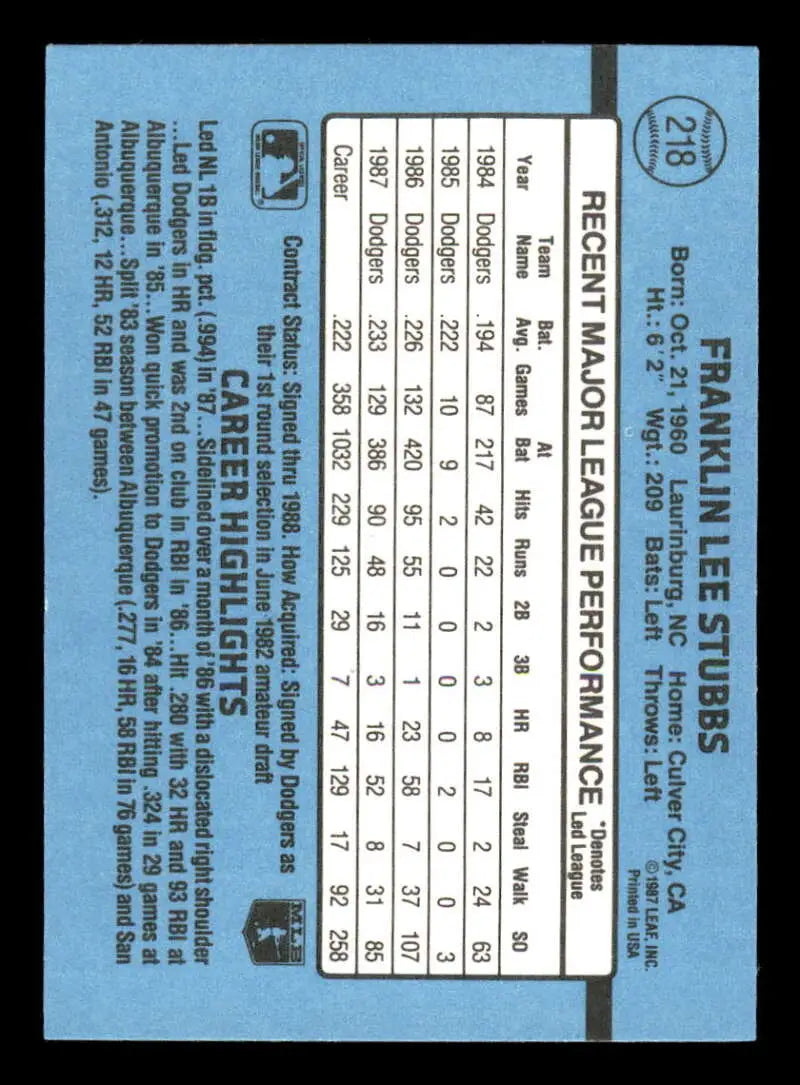 218
FRANKLIN LEE STUBBS
Born: Oct. 21, 1960 Laurinburg, NC Home: Culver City, CA
Ht.: 6'2" Wgt.: 209 Bats: Left Throws: Left
©1987 LEAF, INC.
Printed in USA
RECENT MAJOR LEAGUE PERFORMANCE
*Denotes
Led League
Team Bat. At
Year Name Avg. Games Bat Hits Runs 2B 3B HR RBI Steal Walk SO
1984 Dodgers .194 87 217 42 22 2 3 8 17 2 24 63
1985 Dodgers .222 10 9 2 0 0 0 0 2 0 0 3
1986 Dodgers .226 132 420 95 55 11 1 23 58 7 37 107
1987 Dodgers .233 129 386 90 48 16 3 16 52 8 31 85
Career .222 358 1032 229 125 29 7 47 129 17 92 258
Contract Status: Signed thru 1988. How Acquired: Signed by Dodgers as
their 1st round selection in June 1982 amateur draft
MLB
CAREER HIGHLIGHTS
Led NL 1B in fldg. pct. (.994) in '87...Sidelined over a month of '86 with a dislocated right shoulder
...Led Dodgers in HR and was 2nd on club in RBI in '86...Hit .280 with 32 HR and 93 RBI at
Albuquerque in '85...Won quick promotion to Dodgers in '84 after hitting .324 in 29 games at
Albuquerque...Split '83 season between Albuquerque (.277, 16 HR, 58 RBI in 76 games) and San
Antonio (.312, 12 HR, 52 RBI in 47 games).